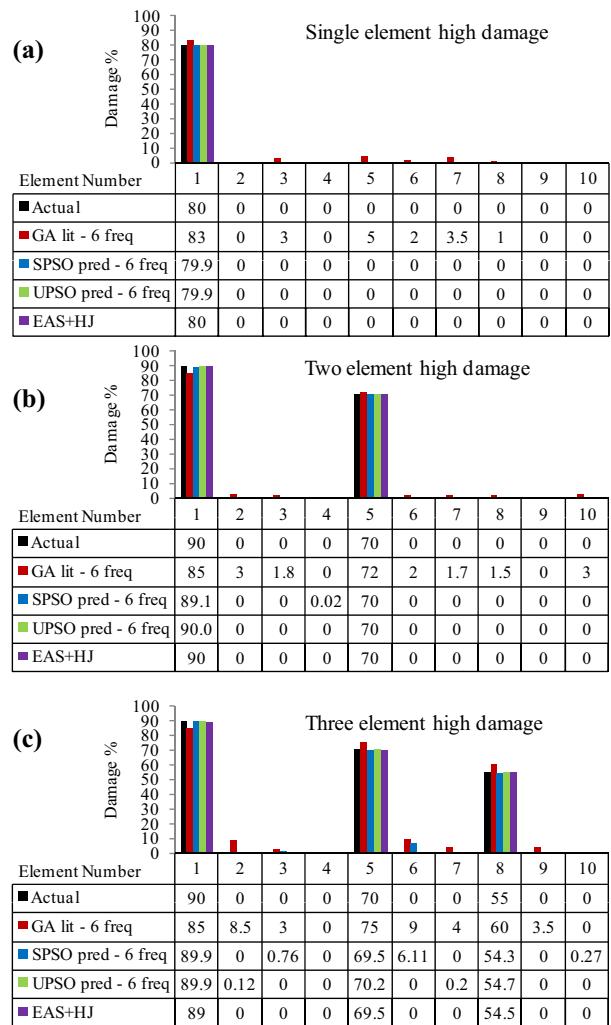 (a)
Single element high damage
Damage %
100
90
80
70
60
50
40
30
20
10
0
Element Number 1 2 3 4 5 6 7 8 9 10
Actual 80 0 0 0 0 0 0 0 0 0
GA lit - 6 freq 83 0 3 0 5 2 3.5 1 0 0
SPSO pred - 6 freq 79.9 0 0 0 0 0 0 0 0 0
UPSO pred - 6 freq 79.9 0 0 0 0 0 0 0 0 0
EAS+HJ 80 0 0 0 0 0 0 0 0 0
(b)
Two element high damage
Damage %
100
90
80
70
60
50
40
30
20
10
0
Element Number 1 2 3 4 5 6 7 8 9 10
Actual 90 0 0 0 70 0 0 0 0 0
GA lit - 6 freq 85 3 1.8 0 72 2 1.7 1.5 0 3
SPSO pred - 6 freq 89.1 0 0 0.02 70 0 0 0 0 0
UPSO pred - 6 freq 90.0 0 0 0 70 0 0 0 0 0
EAS+HJ 90 0 0 0 70 0 0 0 0 0
(c)
Three element high damage
Damage %
100
90
80
70
60
50
40
30
20
10
0
Element Number 1 2 3 4 5 6 7 8 9 10
Actual 90 0 0 0 70 0 0 55 0 0
GA lit - 6 freq 85 8.5 3 0 75 9 4 60 3.5 0
SPSO pred - 6 freq 89.9 0 0.76 0 69.5 6.11 0 54.3 0 0.27
UPSO pred - 6 freq 89.9 0.12 0 0 70.2 0 0.2 54.7 0 0
EAS+HJ 89 0 0 0 69.5 0 0 54.5 0 0